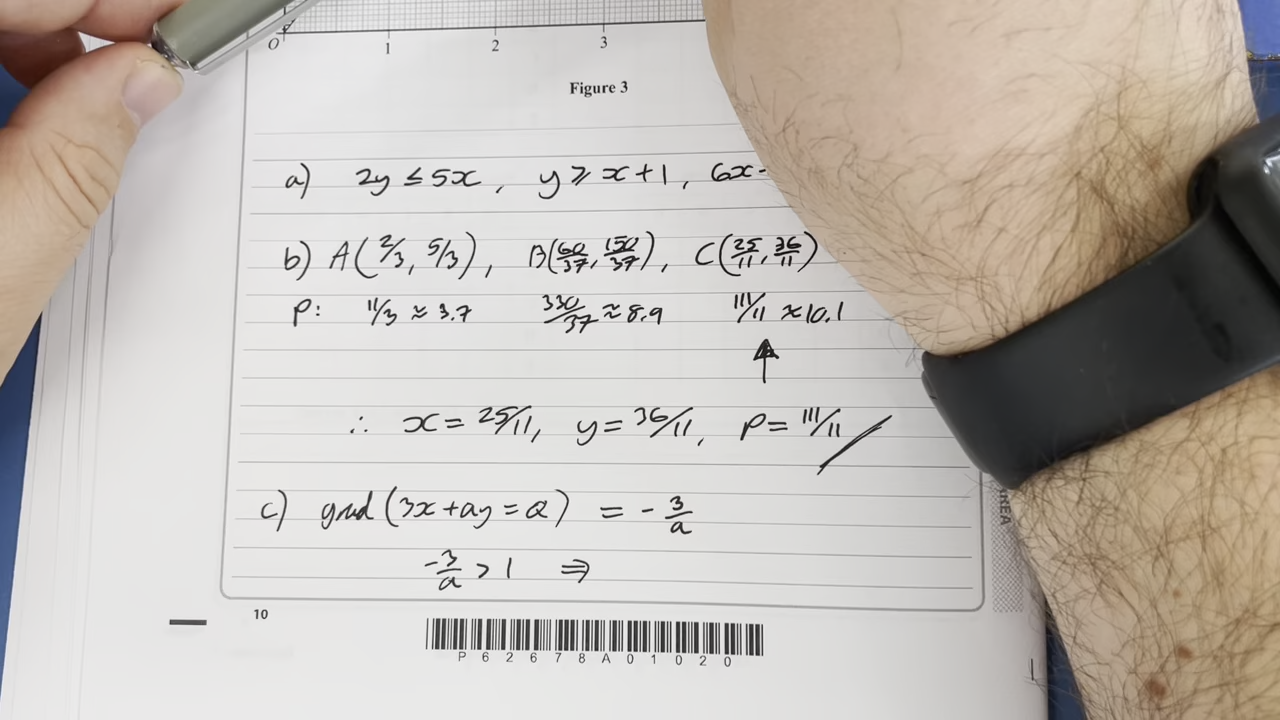 O 1 2 3
Figure 3
a) 2y ≤ 5x, y ≥ x + 1, 6x-
b) A(2/3, 5/3), B(60/37, 150/37), C(25/11, 36/11)
P: 11/3 ≈ 3.7 330/37 ≈ 8.9 111/11 ≈ 10.1
∴ x = 25/11, y = 36/11, P = 111/11
c) grad (3x+ay=Q) = -3/a
-3/a > 1 ⇒
AREA
10
P62678A01020